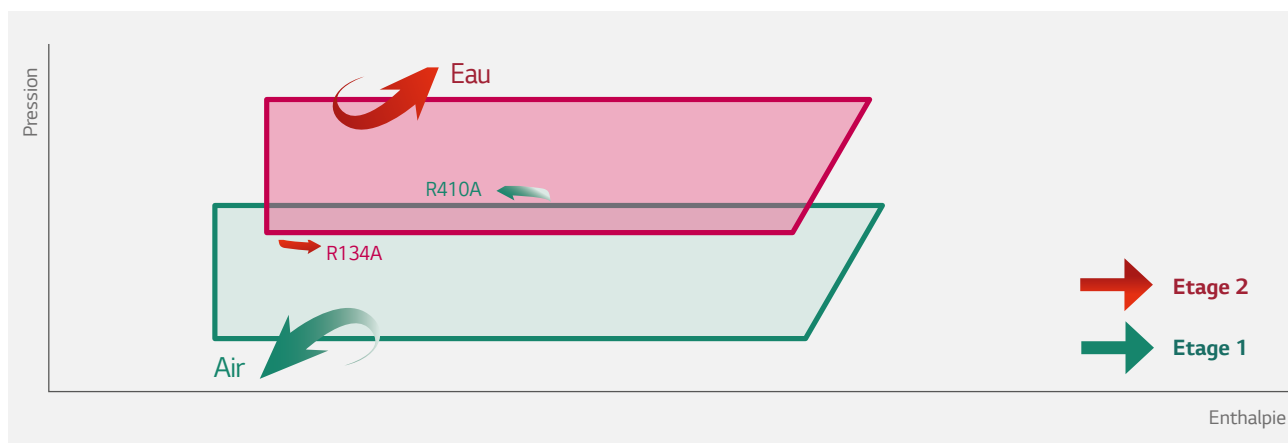 Pression
Eau
R410A
R134A
Air
Etage 2
Etage 1
Enthalpie